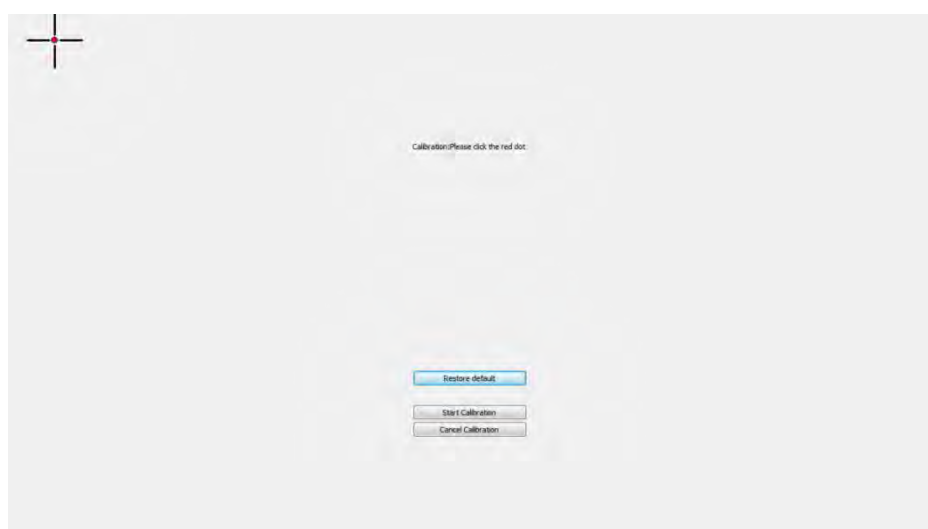 Calibration:Please click the red dot
Restore default
Start Calibration
Cancel Calibration